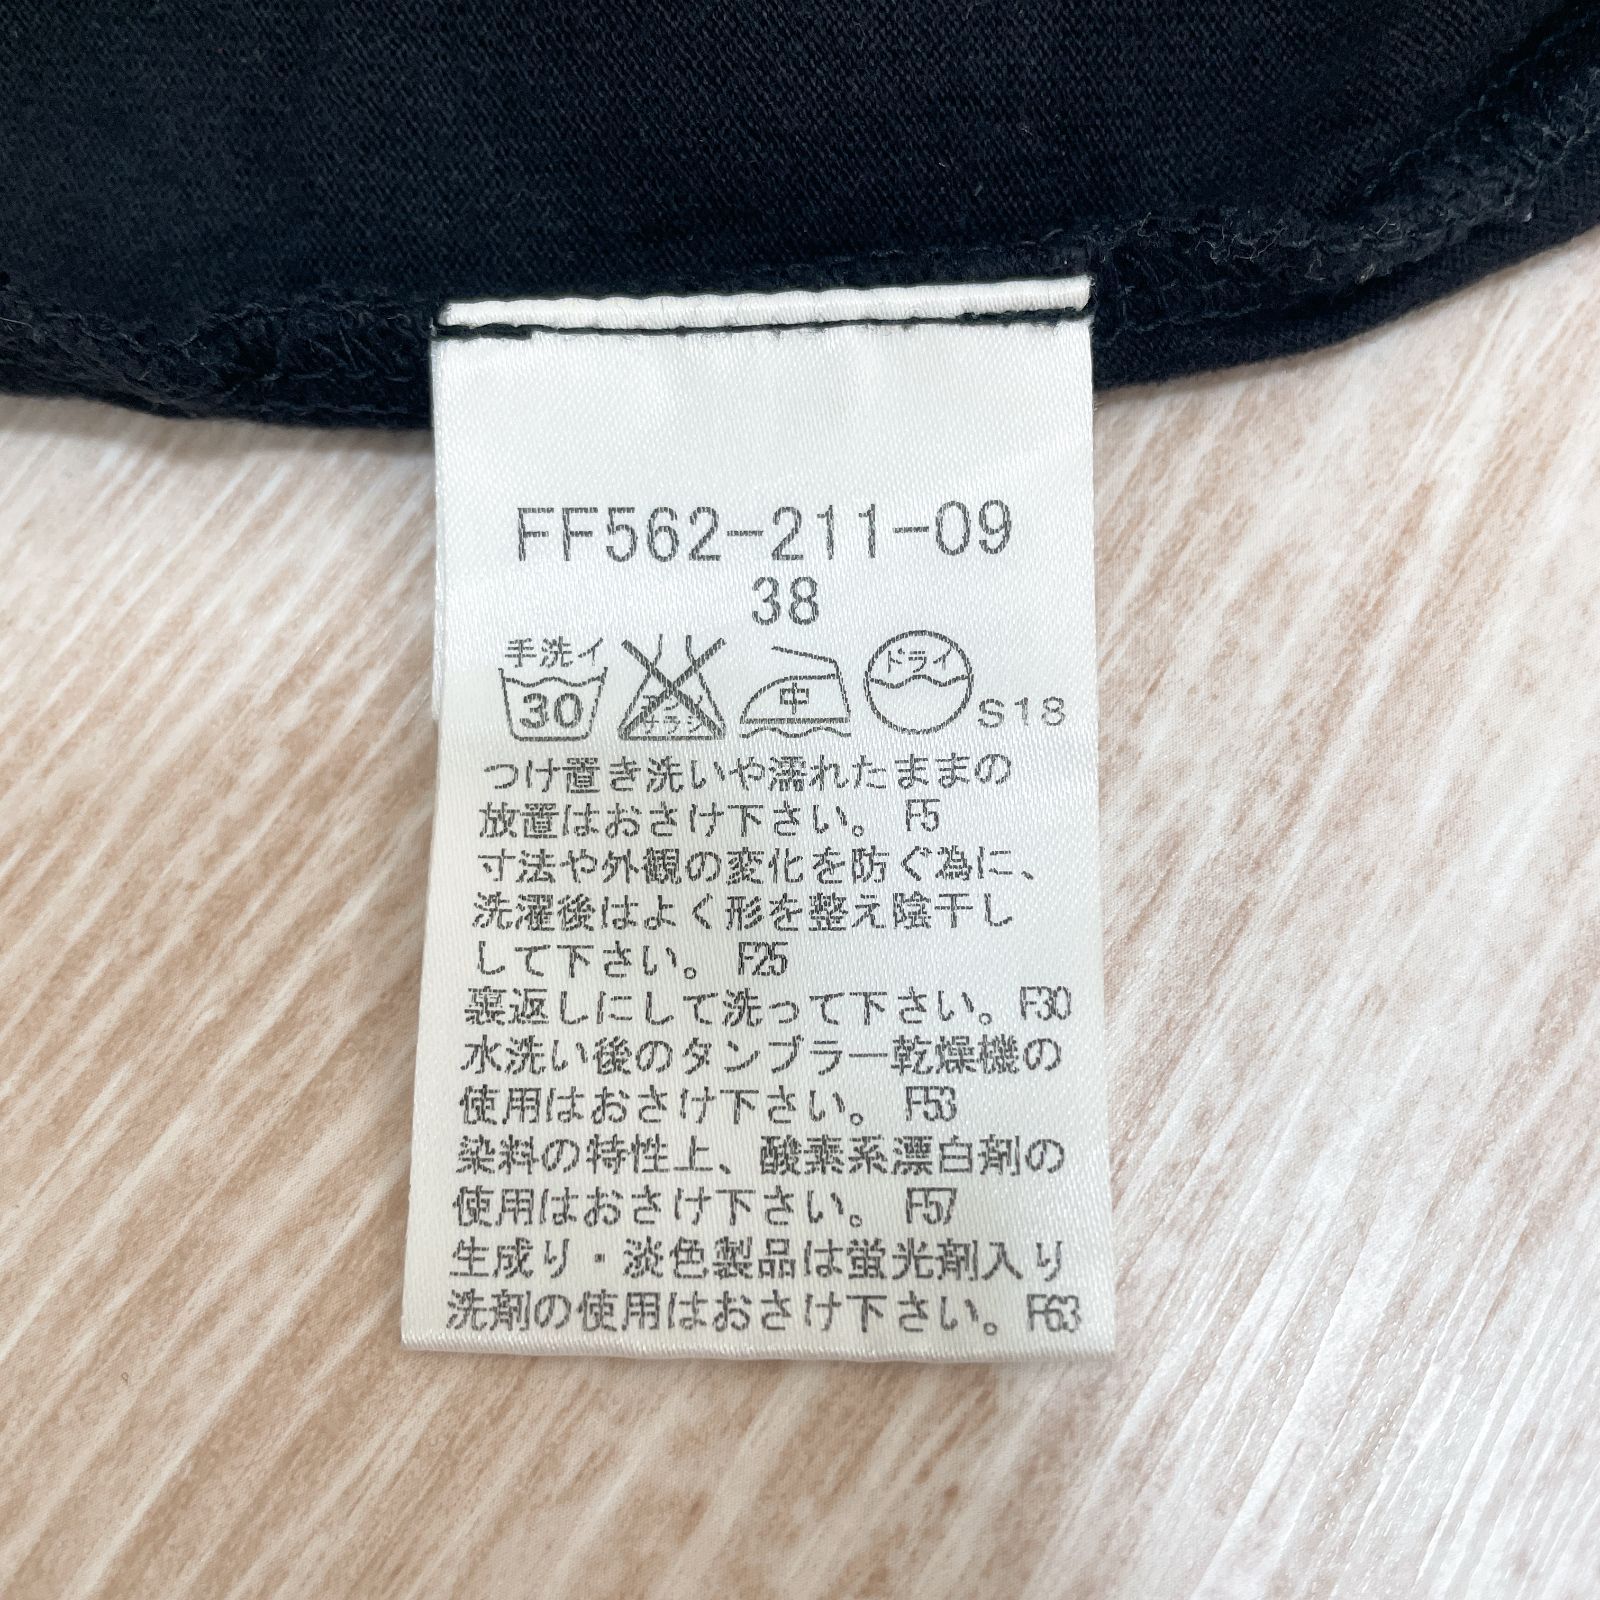 FF562-211-09
38
手洗イ
30
エンソ
サラシ
中
ドライ
S18
つけ置き洗いや濡れたままの
放置はおさけ下さい。 F5
寸法や外観の変化を防ぐ為に、
洗濯後はよく形を整え陰干し
して下さい。 F25
裏返しにして洗って下さい。F30
水洗い後のタンブラー乾燥機の
使用はおさけ下さい。 F53
染料の特性上、酸素系漂白剤の
使用はおさけ下さい。 F57
生成り・淡色製品は蛍光剤入り
洗剤の使用はおさけ下さい。F63